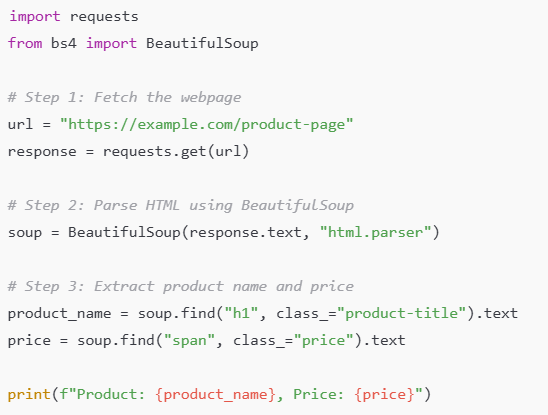 import requests
from bs4 import BeautifulSoup
# Step 1: Fetch the webpage
url = "https://example.com/product-page"
response = requests.get(url)
# Step 2: Parse HTML using BeautifulSoup
soup = BeautifulSoup(response.text, "html.parser")
# Step 3: Extract product name and price
product_name = soup.find("h1", class_="product-title").text
price = soup.find("span", class_="price").text
print(f"Product: {product_name}, Price: {price}")